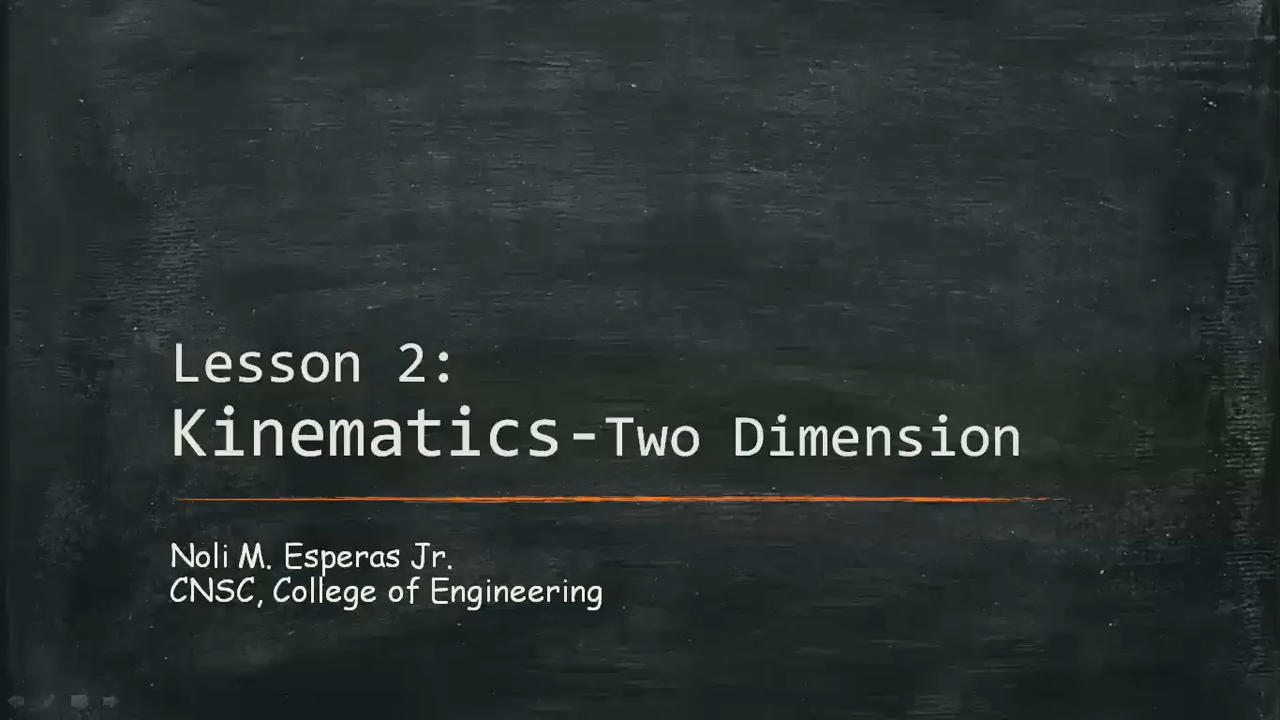 Lesson 2:
Kinematics-Two Dimension
Noli M. Esperas Jr.
CNSC, College of Engineering